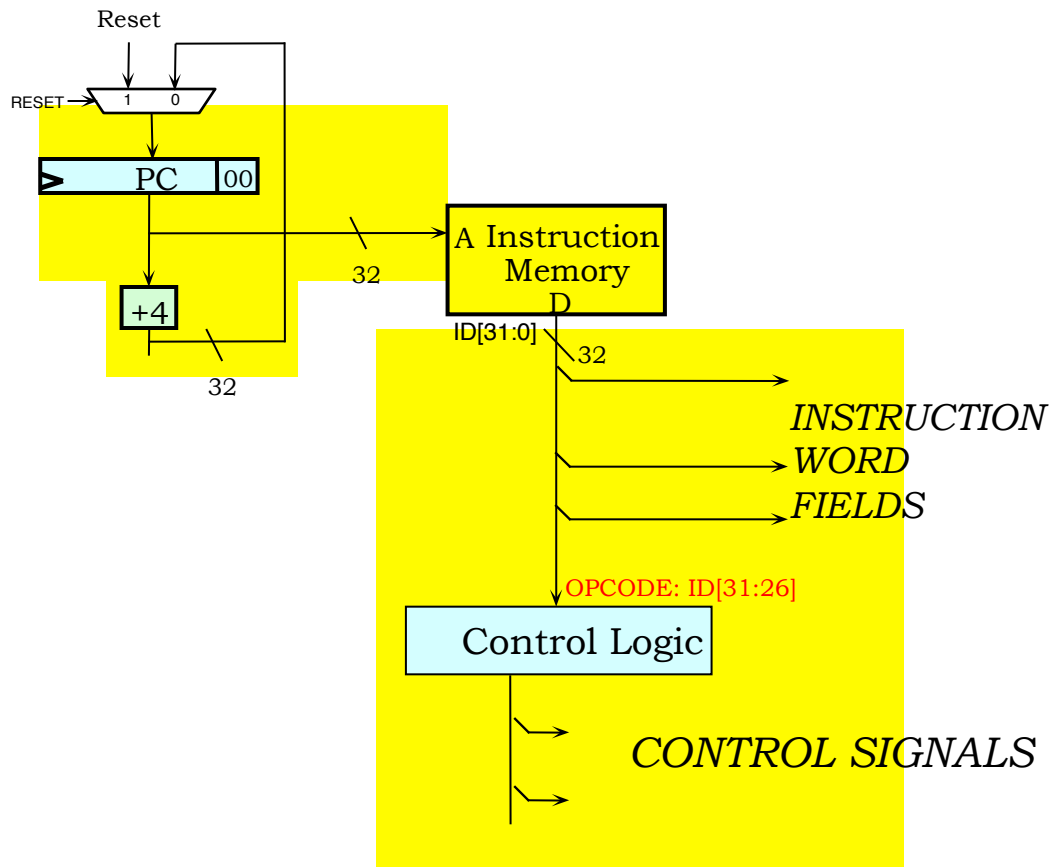 Reset
RESET
1 0
PC 00
A Instruction
Memory
D
32
+4
ID[31:0]
32
32
INSTRUCTION
WORD
FIELDS
OPCODE: ID[31:26]
Control Logic
CONTROL SIGNALS